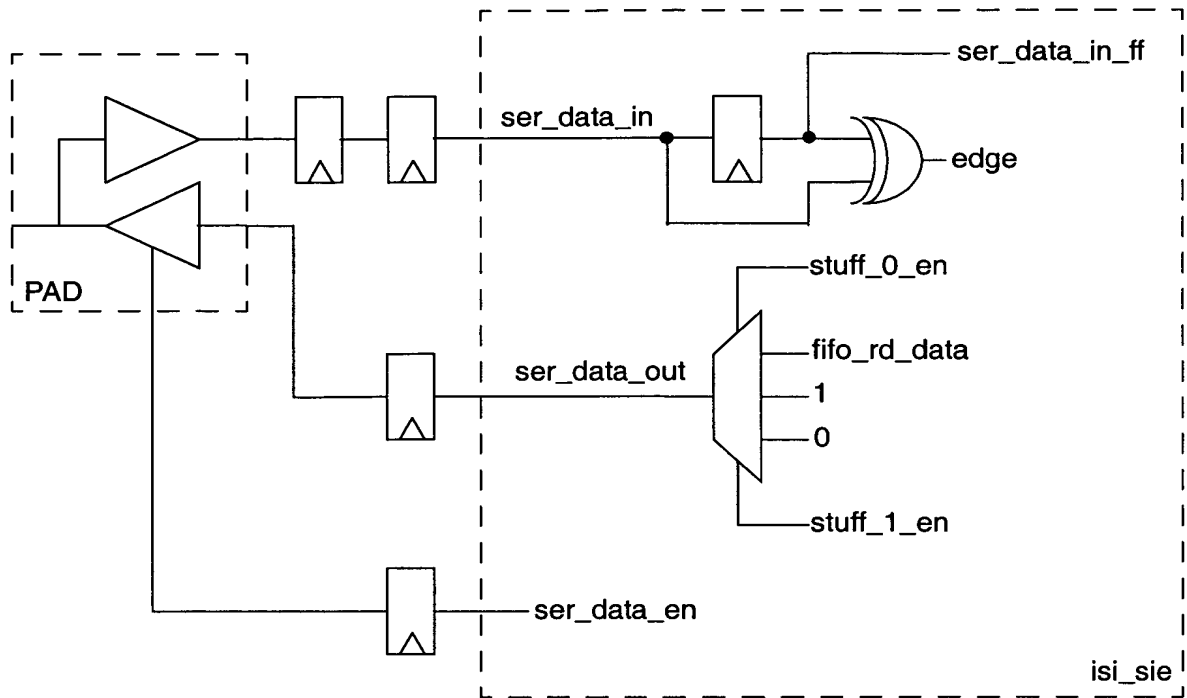 ser_data_in_ff
ser_data_in
edge
stuff_0_en
PAD
fifo_rd_data
ser_data_out
1
0
stuff_1_en
ser_data_en
isi_sie